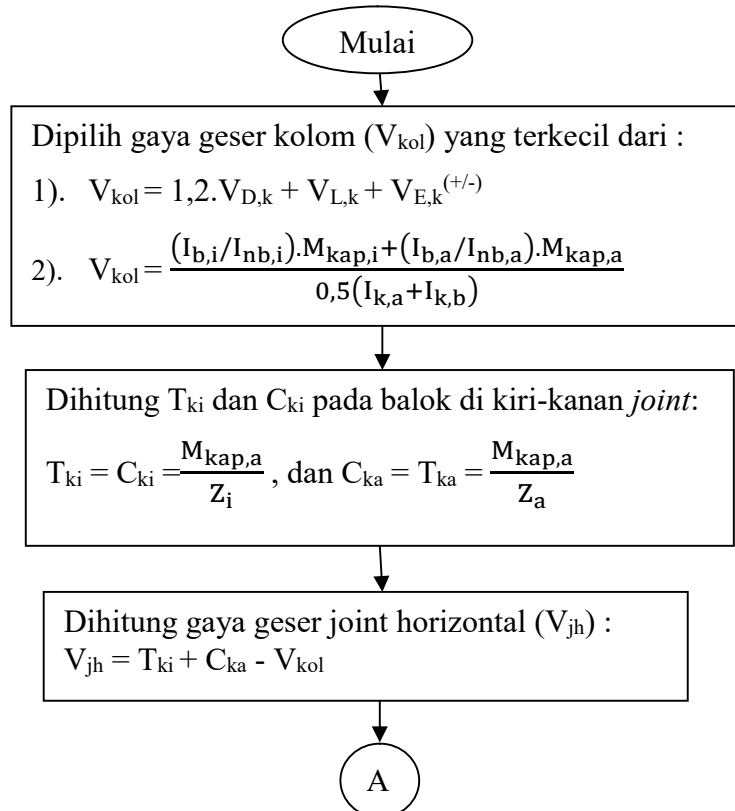 Mulai
Dipilih gaya geser kolom (V_kol) yang terkecil dari :
1). V_kol = 1,2.V_D,k + V_L,k + V_E,k^(+/-)
2). V_kol = ((I_b,i/I_nb,i).M_kap,i+(I_b,a/I_nb,a).M_kap,a)/(0,5(I_k,a+I_k,b))
Dihitung T_ki dan C_ki pada balok di kiri-kanan joint:
T_ki = C_ki = M_kap,a/Z_i , dan C_ka = T_ka = M_kap,a/Z_a
Dihitung gaya geser joint horizontal (V_jh) :
V_jh = T_ki + C_ka - V_kol
A